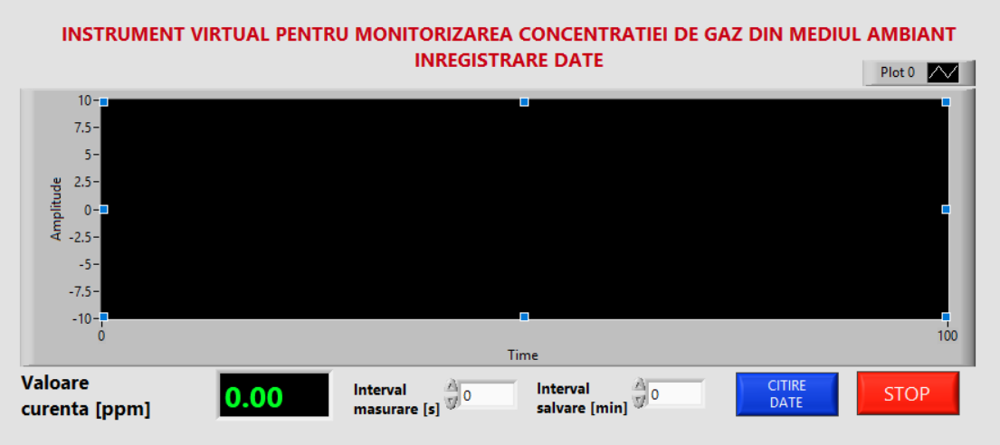 INSTRUMENT VIRTUAL PENTRU MONITORIZAREA CONCENTRATIEI DE GAZ DIN MEDIUL AMBIANT
INREGISTRARE DATE
Plot 0
10
7.5
5
2.5
0
-2.5
-5
-7.5
-10
Amplitude
0
100
Time
Valoare
curenta [ppm]
0.00
Interval
masurare [s]
0
Interval
salvare [min]
0
CITIRE
DATE
STOP